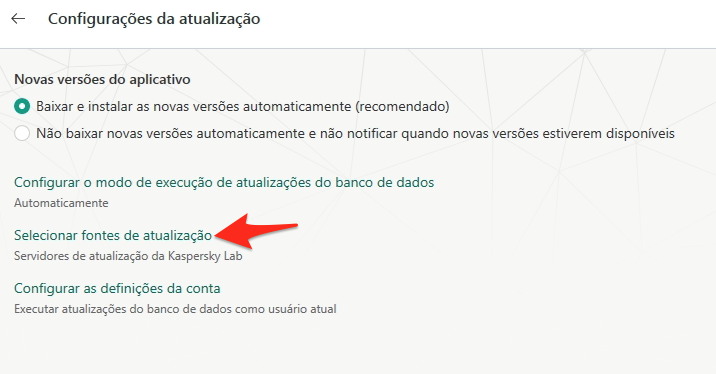 Configurações da atualização
Novas versões do aplicativo
Baixar e instalar as novas versões automaticamente (recomendado)
Não baixar novas versões automaticamente e não notificar quando novas versões estiverem disponíveis
Configurar o modo de execução de atualizações do banco de dados
Automaticamente
Selecionar fontes de atualização
Servidores de atualização da Kaspersky Lab
Configurar as definições da conta
Executar atualizações do banco de dados como usuário atual